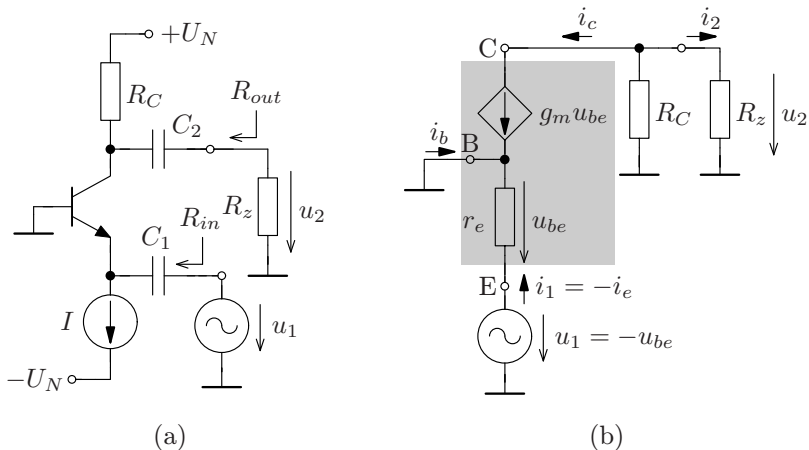 +U_N
R_C
C_2
R_out
R_z
u_2
C_1
R_in
I
u_1
−U_N
(a)
C
i_c
i_2
g_m u_be
R_C
R_z
u_2
i_b
B
r_e
u_be
E
i_1 = −i_e
u_1 = −u_be
(b)